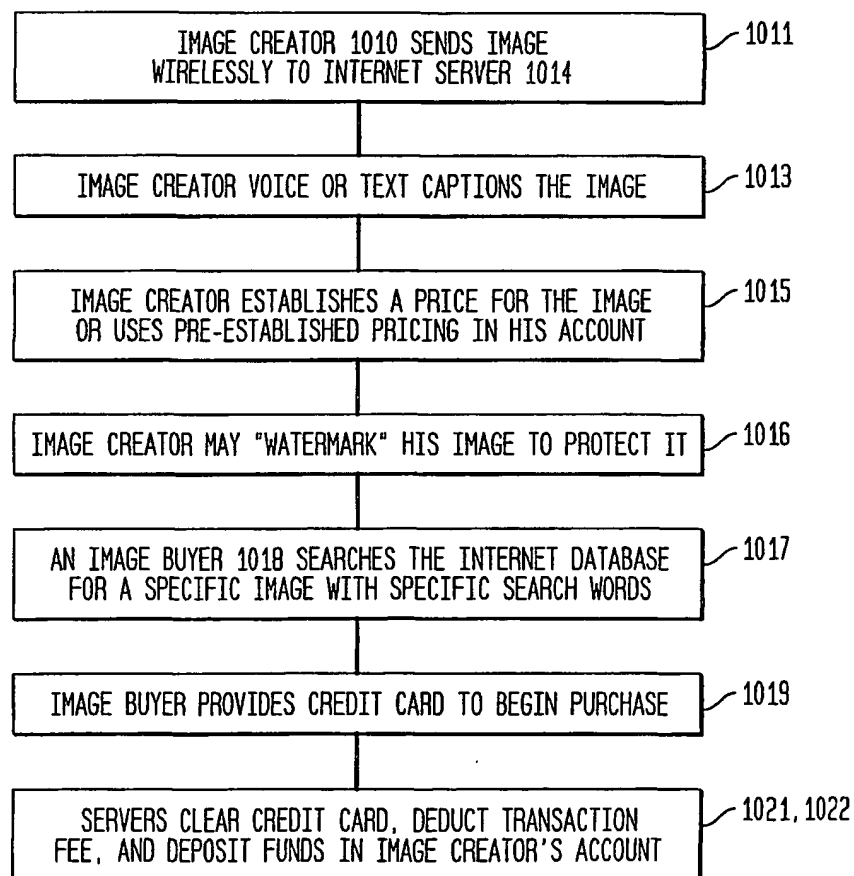 IMAGE CREATOR 1010 SENDS IMAGE
WIRELESSLY TO INTERNET SERVER 1014
1011
IMAGE CREATOR VOICE OR TEXT CAPTIONS THE IMAGE
1013
IMAGE CREATOR ESTABLISHES A PRICE FOR THE IMAGE
OR USES PRE-ESTABLISHED PRICING IN HIS ACCOUNT
1015
IMAGE CREATOR MAY "WATERMARK" HIS IMAGE TO PROTECT IT
1016
AN IMAGE BUYER 1018 SEARCHES THE INTERNET DATABASE
FOR A SPECIFIC IMAGE WITH SPECIFIC SEARCH WORDS
1017
IMAGE BUYER PROVIDES CREDIT CARD TO BEGIN PURCHASE
1019
SERVERS CLEAR CREDIT CARD, DEDUCT TRANSACTION
FEE, AND DEPOSIT FUNDS IN IMAGE CREATOR'S ACCOUNT
1021, 1022